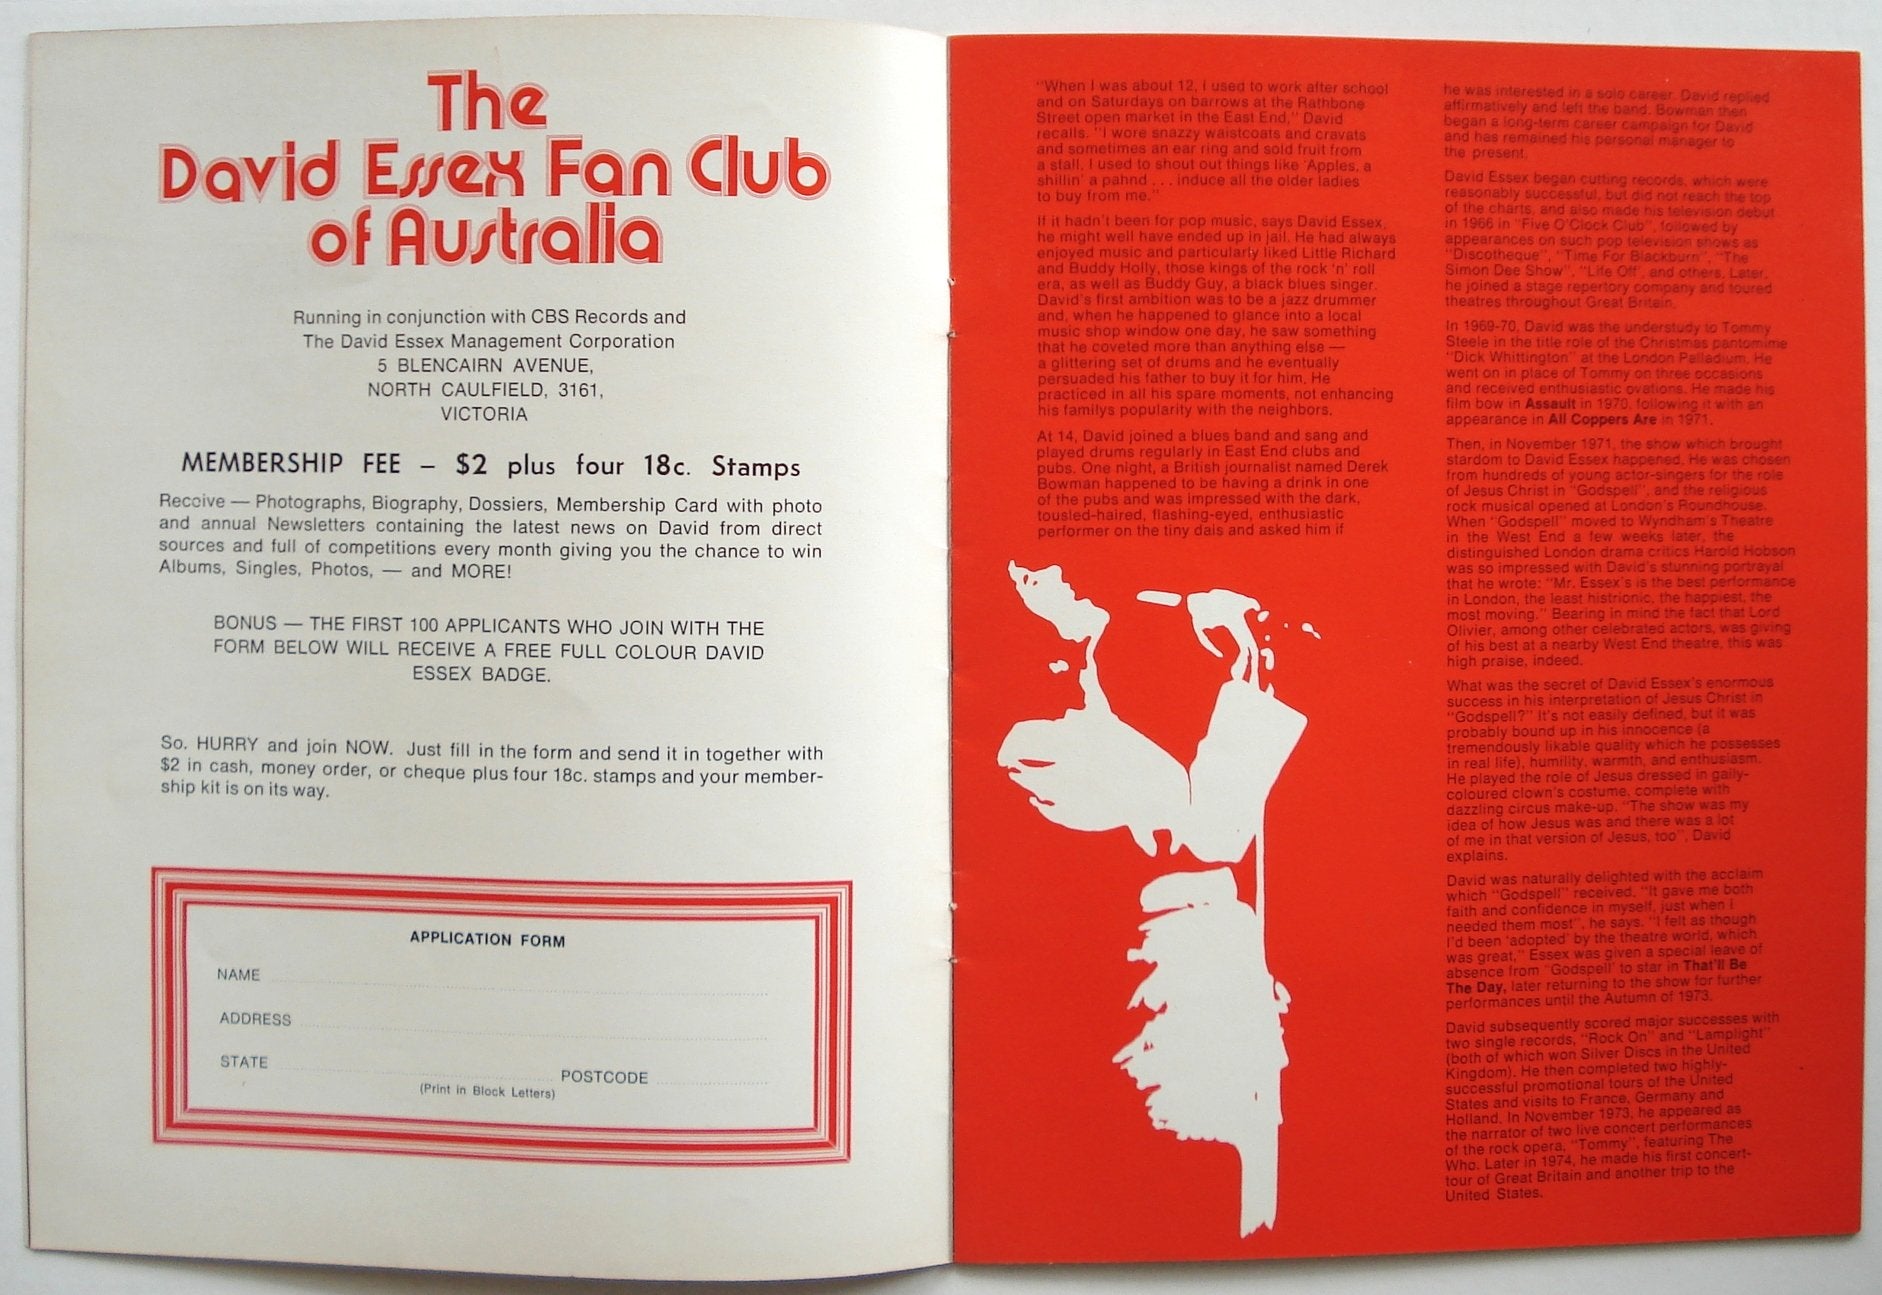 The
David Essex Fan Club
of Australia
Running in conjunction with CBS Records and
The David Essex Management Corporation
5 BLENCAIRN AVENUE,
NORTH CAULFIELD, 3161,
VICTORIA
MEMBERSHIP FEE – $2 plus four 18c. Stamps
Receive — Photographs, Biography, Dossiers, Membership Card with photo
and annual Newsletters containing the latest news on David from direct
sources and full of competitions every month giving you the chance to win
Albums, Singles, Photos, — and MORE!
BONUS — THE FIRST 100 APPLICANTS WHO JOIN WITH THE
FORM BELOW WILL RECEIVE A FREE FULL COLOUR DAVID
ESSEX BADGE.
So. HURRY and join NOW. Just fill in the form and send it in together with
$2 in cash, money order, or cheque plus four 18c. stamps and your member-
ship kit is on its way.
APPLICATION FORM
NAME
ADDRESS
STATE
POSTCODE
(Print in Block Letters)
"When I was about 12, I used to work after school
and on Saturdays on barrows at the Rathbone
Street open market in the East End," David
recalls. "I wore snazzy waistcoats and cravats
and sometimes an ear ring and sold fruit from
a stall. I used to shout out things like 'Apples, a
shillin' a pahnd . . . induce all the older ladies
to buy from me."
If it hadn't been for pop music, says David Essex,
he might well have ended up in jail. He had always
enjoyed music and particularly liked Little Richard
and Buddy Holly, those kings of the rock 'n' roll
era, as well as Buddy Guy, a black blues singer.
David's first ambition was to be a jazz drummer
and, when he happened to glance into a local
music shop window one day, he saw something
that he coveted more than anything else —
a glittering set of drums and he eventually
persuaded his father to buy it for him. He
practiced in all his spare moments, not enhancing
his familys popularity with the neighbors.
At 14, David joined a blues band and sang and
played drums regularly in East End clubs and
pubs. One night, a British journalist named Derek
Bowman happened to be having a drink in one
of the pubs and was impressed with the dark,
tousled-haired, flashing-eyed, enthusiastic
performer on the tiny dais and asked him if
he was interested in a solo career. David replied
affirmatively and left the band. Bowman then
began a long-term career campaign for David
and has remained his personal manager to
the present.
David Essex began cutting records, which were
reasonably successful, but did not reach the top
of the charts, and also made his television debut
in 1966 in "Five O'Clock Club", followed by
appearances on such pop television shows as
"Discotheque", "Time For Blackburn", "The
Simon Dee Show", "Life Off', and others. Later,
he joined a stage repertory company and toured
theatres throughout Great Britain.
In 1969-70, David was the understudy to Tommy
Steele in the title role of the Christmas pantomime
"Dick Whittington" at the London Palladium. He
went on in place of Tommy on three occasions
and received enthusiastic ovations. He made his
film bow in Assault in 1970, following it with an
appearance in All Coppers Are in 1971.
Then, in November 1971, the show which brought
stardom to David Essex happened. He was chosen
from hundreds of young actor-singers for the role
of Jesus Christ in "Godspell", and the religious
rock musical opened at London's Roundhouse.
When "Godspell" moved to Wyndham's Theatre
in the West End a few weeks later, the
distinguished London drama critics Harold Hobson
was so impressed with David's stunning portrayal
that he wrote: "Mr. Essex's is the best performance
in London, the least histrionic, the happiest, the
most moving." Bearing in mind the fact that Lord
Olivier, among other celebrated actors, was giving
of his best at a nearby West End theatre, this was
high praise, indeed.
What was the secret of David Essex's enormous
success in his interpretation of Jesus Christ in
"Godspell?" It's not easily defined, but it was
probably bound up in his innocence (a
tremendously likable quality which he possesses
in real life), humility, warmth, and enthusiasm.
He played the role of Jesus dressed in gaily-
coloured clown's costume, complete with
dazzling circus make-up. "The show was my
idea of how Jesus was and there was a lot
of me in that version of Jesus, too", David
explains.
David was naturally delighted with the acclaim
which "Godspell" received. "It gave me both
faith and confidence in myself, just when I
needed them most", he says. "I felt as though
I'd been 'adopted' by the theatre world, which
was great," Essex was given a special leave of
absence from "Godspell' to star in That'll Be
The Day, later returning to the show for further
performances until the Autumn of 1973.
David subsequently scored major successes with
two single records, "Rock On" and "Lamplight"
(both of which won Silver Discs in the United
Kingdom). He then completed two highly-
successful promotional tours of the United
States and visits to France, Germany and
Holland. In November 1973, he appeared as
the narrator of two live concert performances
of the rock opera, "Tommy", featuring The
Who. Later in 1974, he made his first concert-
tour of Great Britain and another trip to the
United States.